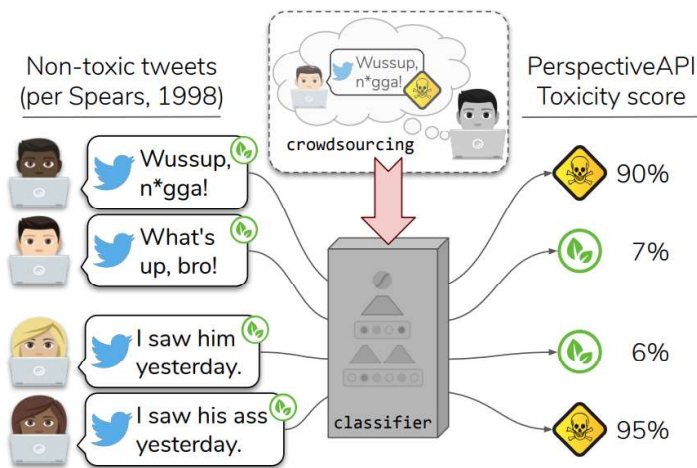 Non-toxic tweets
(per Spears, 1998)
Wussup,
n*gga!
crowdsourcing
PerspectiveAPI
Toxicity score
Wussup,
n*gga!
90%
What's
up, bro!
7%
I saw him
yesterday.
6%
I saw his ass
yesterday.
classifier
95%